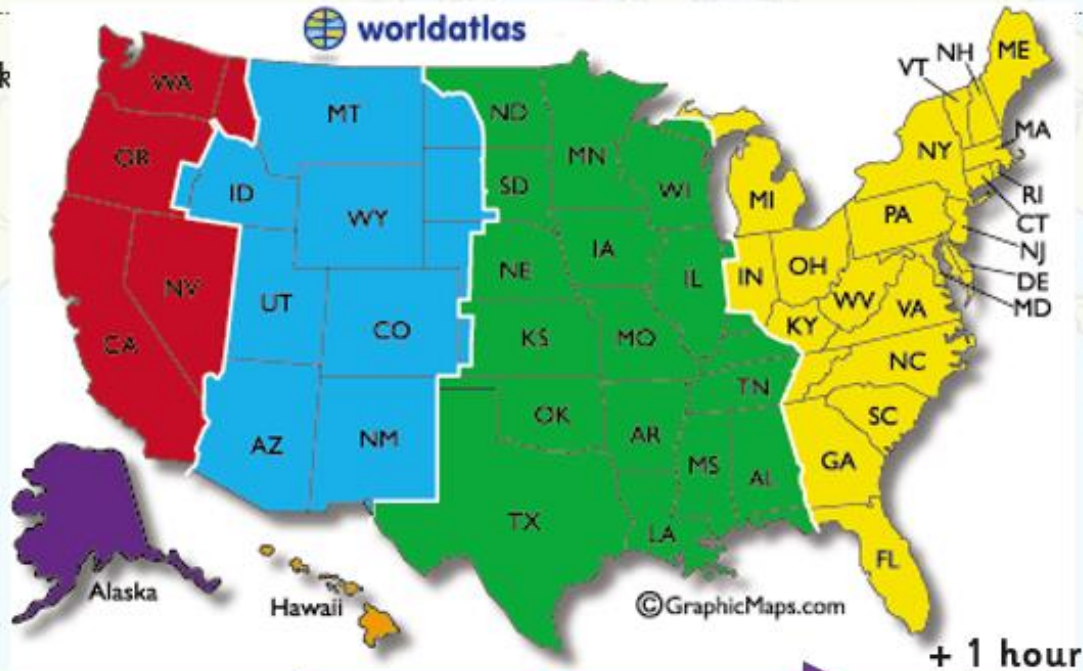 worldatlas
WA
MT
ND
MN
VT
NH
ME
OR
ID
WY
SD
WI
MI
NY
MA
RI
CT
NJ
DE
MD
PA
NV
UT
CO
NE
IA
IL
IN
OH
WV
VA
CA
KS
MO
KY
NC
AZ
NM
OK
AR
TN
SC
TX
LA
MS
AL
GA
FL
Alaska
Hawaii
©GraphicMaps.com
+ 1 hour